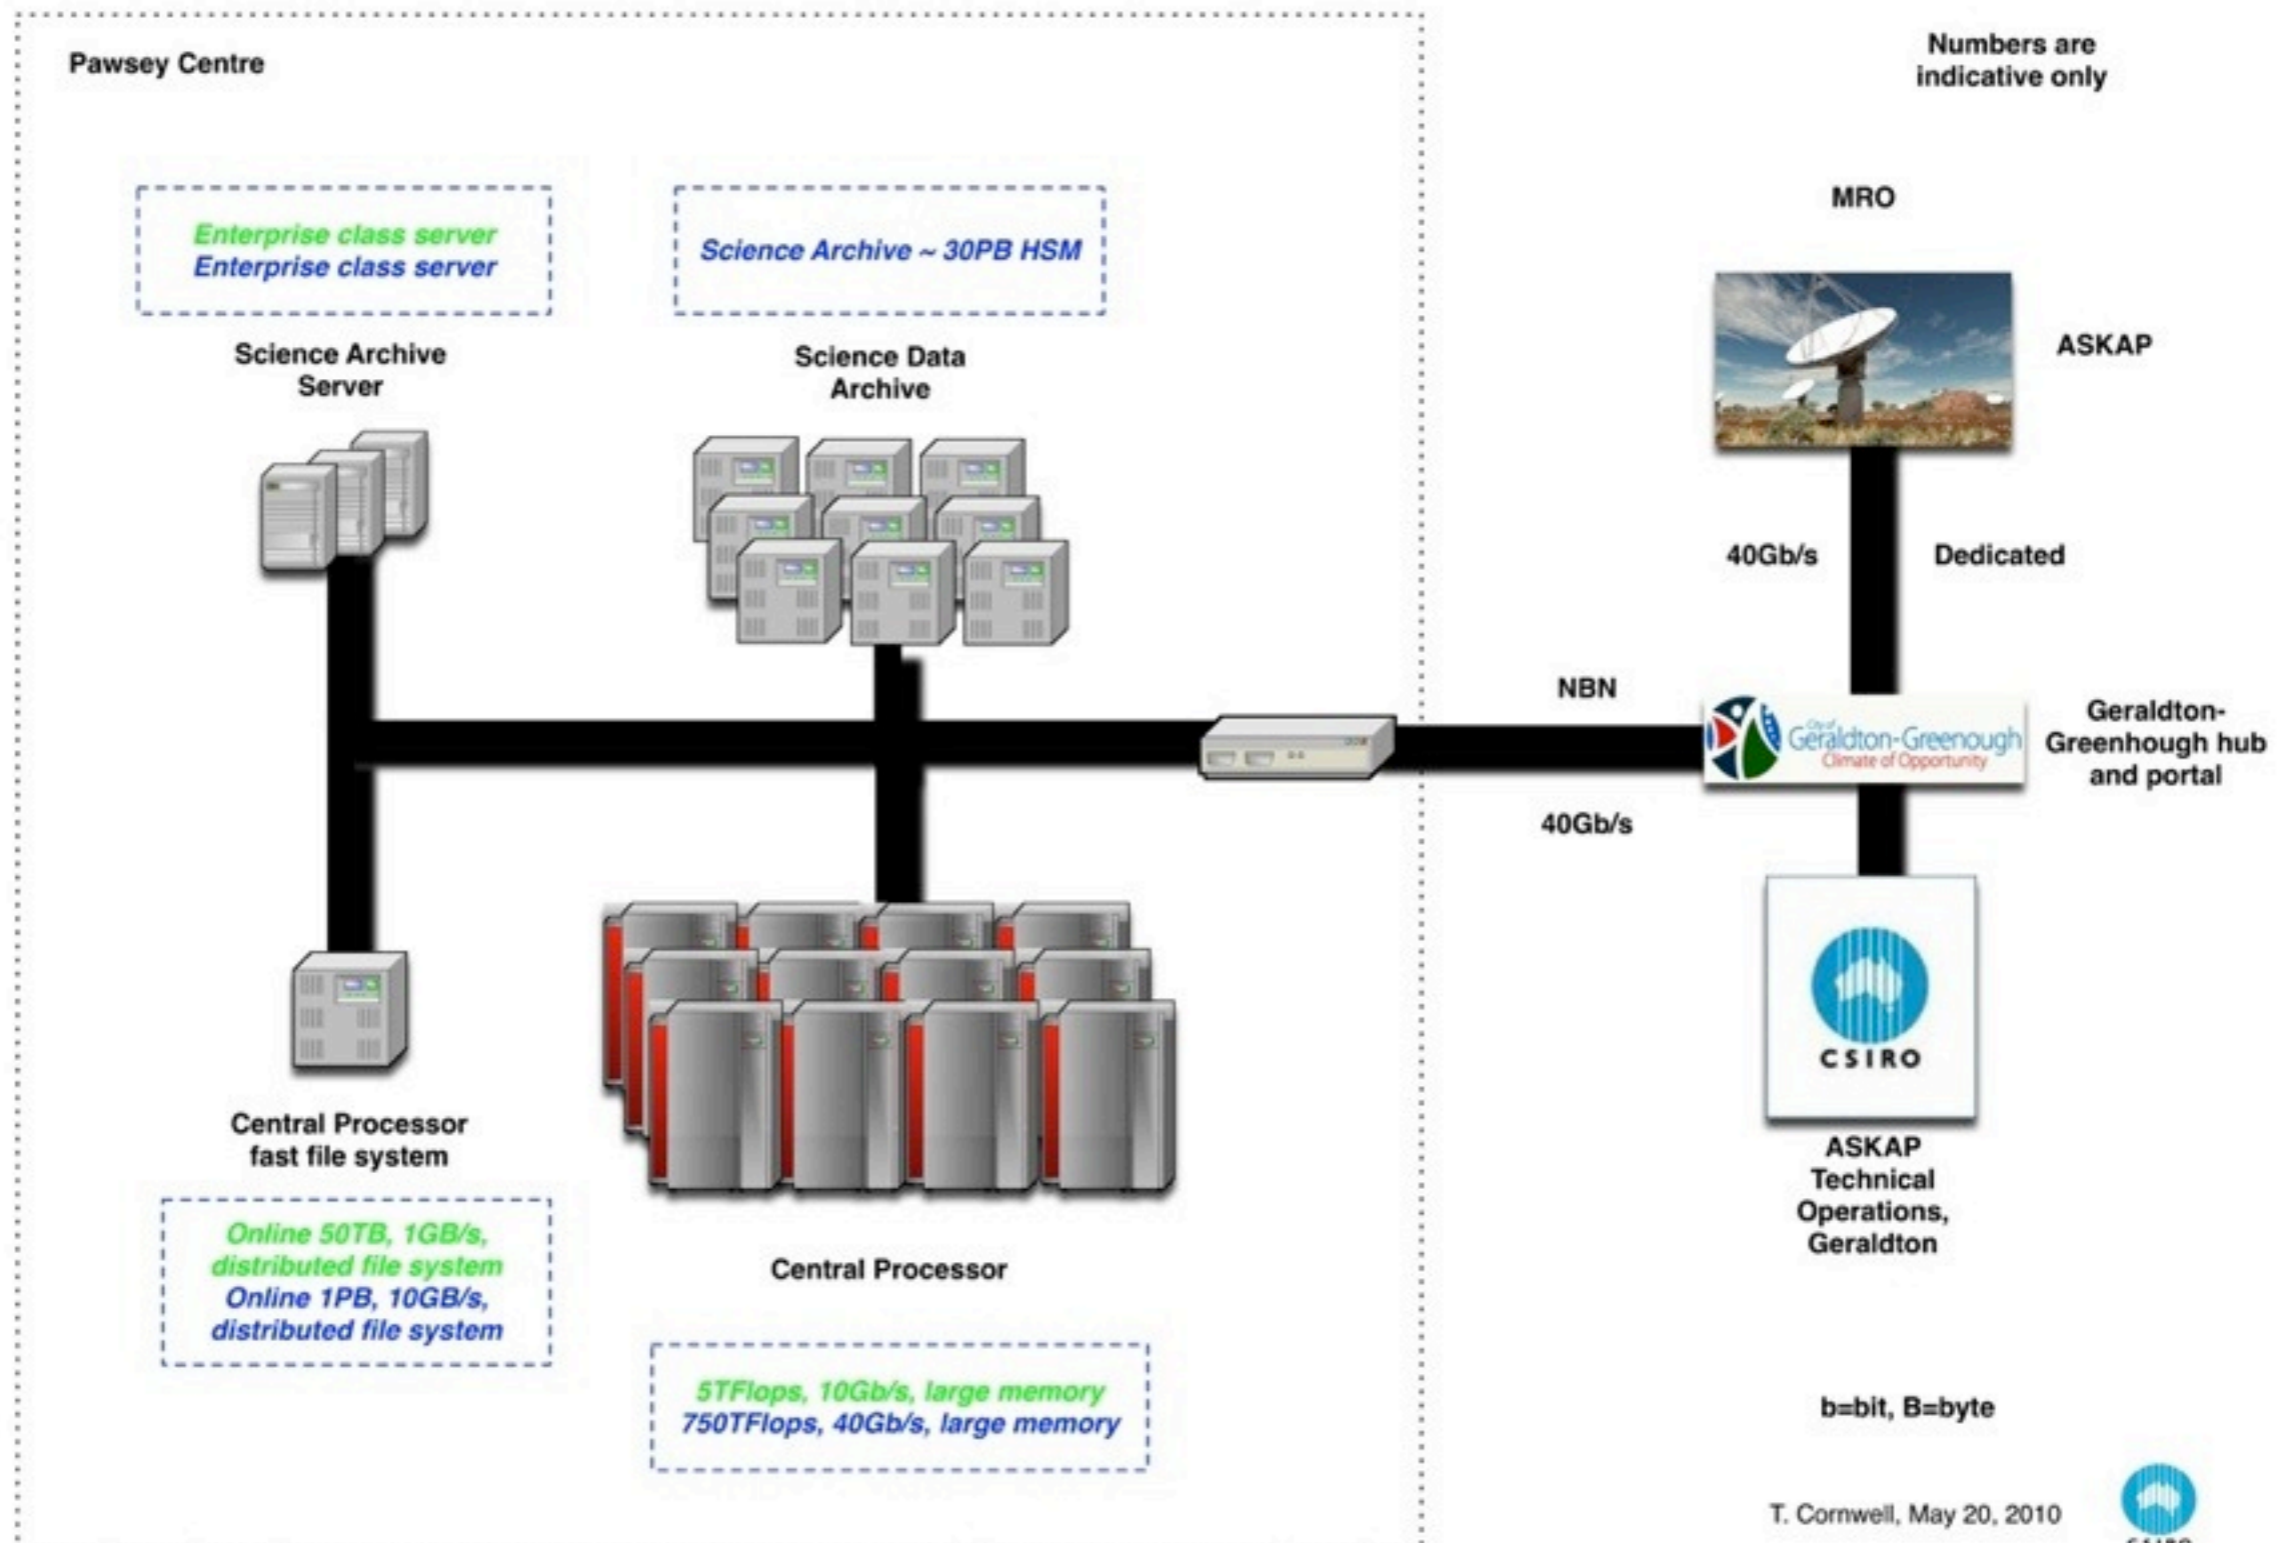 Pawsey Centre
Numbers are
indicative only
Enterprise class server
Enterprise class server
Science Archive ~ 30PB HSM
MRO
Science Archive
Server
Science Data
Archive
ASKAP
40Gb/s
Dedicated
NBN
City of
Geraldton-Greenough
Climate of Opportunity
Geraldton-
Greenhough hub
and portal
40Gb/s
CSIRO
Central Processor
fast file system
ASKAP
Technical
Operations,
Geraldton
Online 50TB, 1GB/s,
distributed file system
Online 1PB, 10GB/s,
distributed file system
Central Processor
5TFlops, 10Gb/s, large memory
750TFlops, 40Gb/s, large memory
b=bit, B=byte
T. Cornwell, May 20, 2010